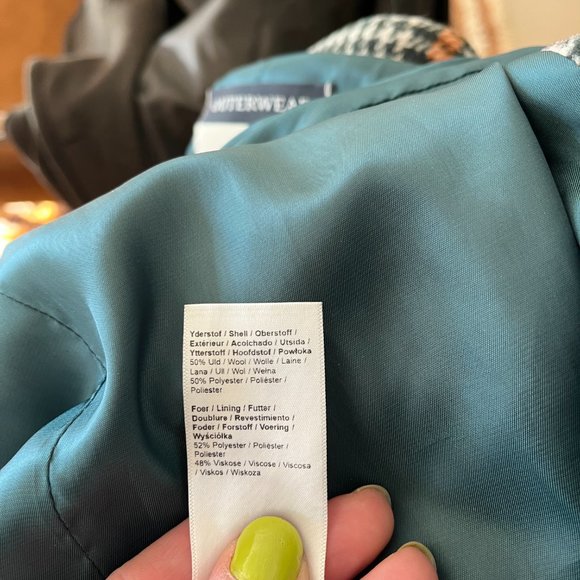 OUTERWEAR
Yderstof / Shell / Oberstoff /
Extérieur / Acolchado / Utsida /
Ytterstoff / Hoofdstof / Powłoka
50% Uld / Wool / Wolle / Laine /
Lana / Ull / Wol / Wełna
50% Polyester / Poliéster /
Poliester
Foer / Lining / Futter /
Doublure / Revestimiento /
Foder / Forstoff / Voering /
Wyściółka
52% Polyester / Poliéster /
Poliester
48% Viskose / Viscose / Viscosa
/ Viskos / Wiskoza